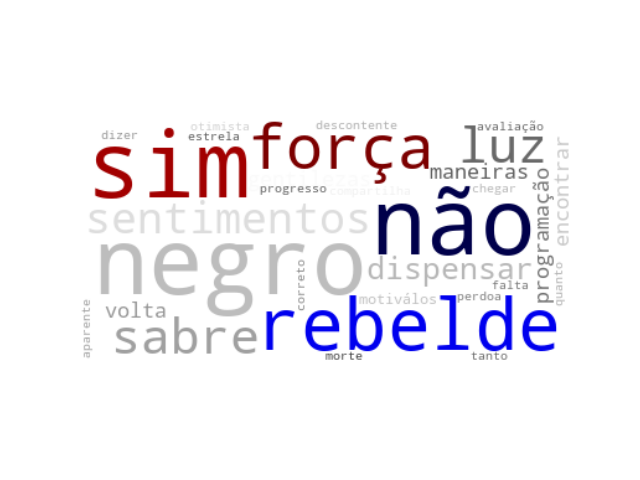 otimista
descontente
avaliação
dizer
estrela
sim
força
luz
maneiras
progresso
compartilha
chegar
programação
encontrar
sentimentos
não
negro
dispensar
correto
falta
quanto
motiválos
perdoa
volta
aparente
sabre
rebelde
morte
tanto